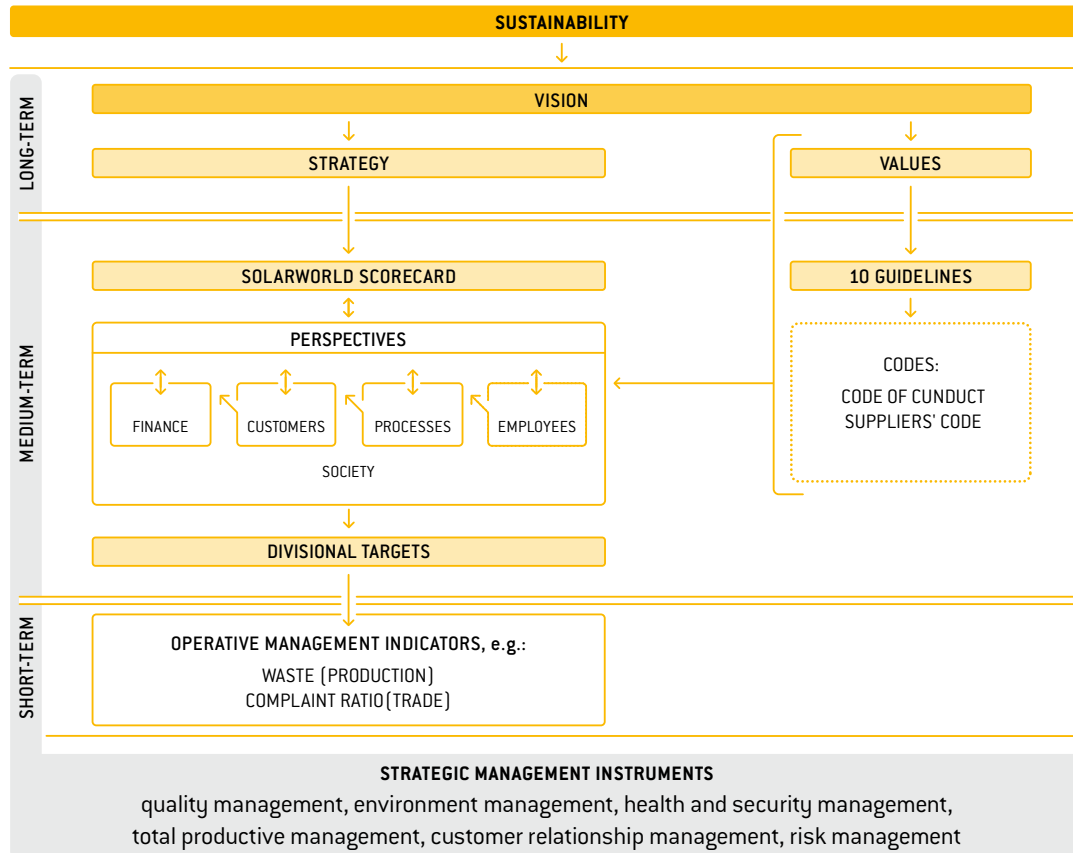 SUSTAINABILITY
LONG-TERM
VISION
STRATEGY
VALUES
MEDIUM-TERM
SOLARWORLD SCORECARD
10 GUIDELINES
PERSPECTIVES
FINANCE
CUSTOMERS
PROCESSES
EMPLOYEES
SOCIETY
CODES:
CODE OF CUNDUCT
SUPPLIERS' CODE
DIVISIONAL TARGETS
SHORT-TERM
OPERATIVE MANAGEMENT INDICATORS, e.g.:
WASTE (PRODUCTION)
COMPLAINT RATIO(TRADE)
STRATEGIC MANAGEMENT INSTRUMENTS
quality management, environment management, health and security management,
total productive management, customer relationship management, risk management